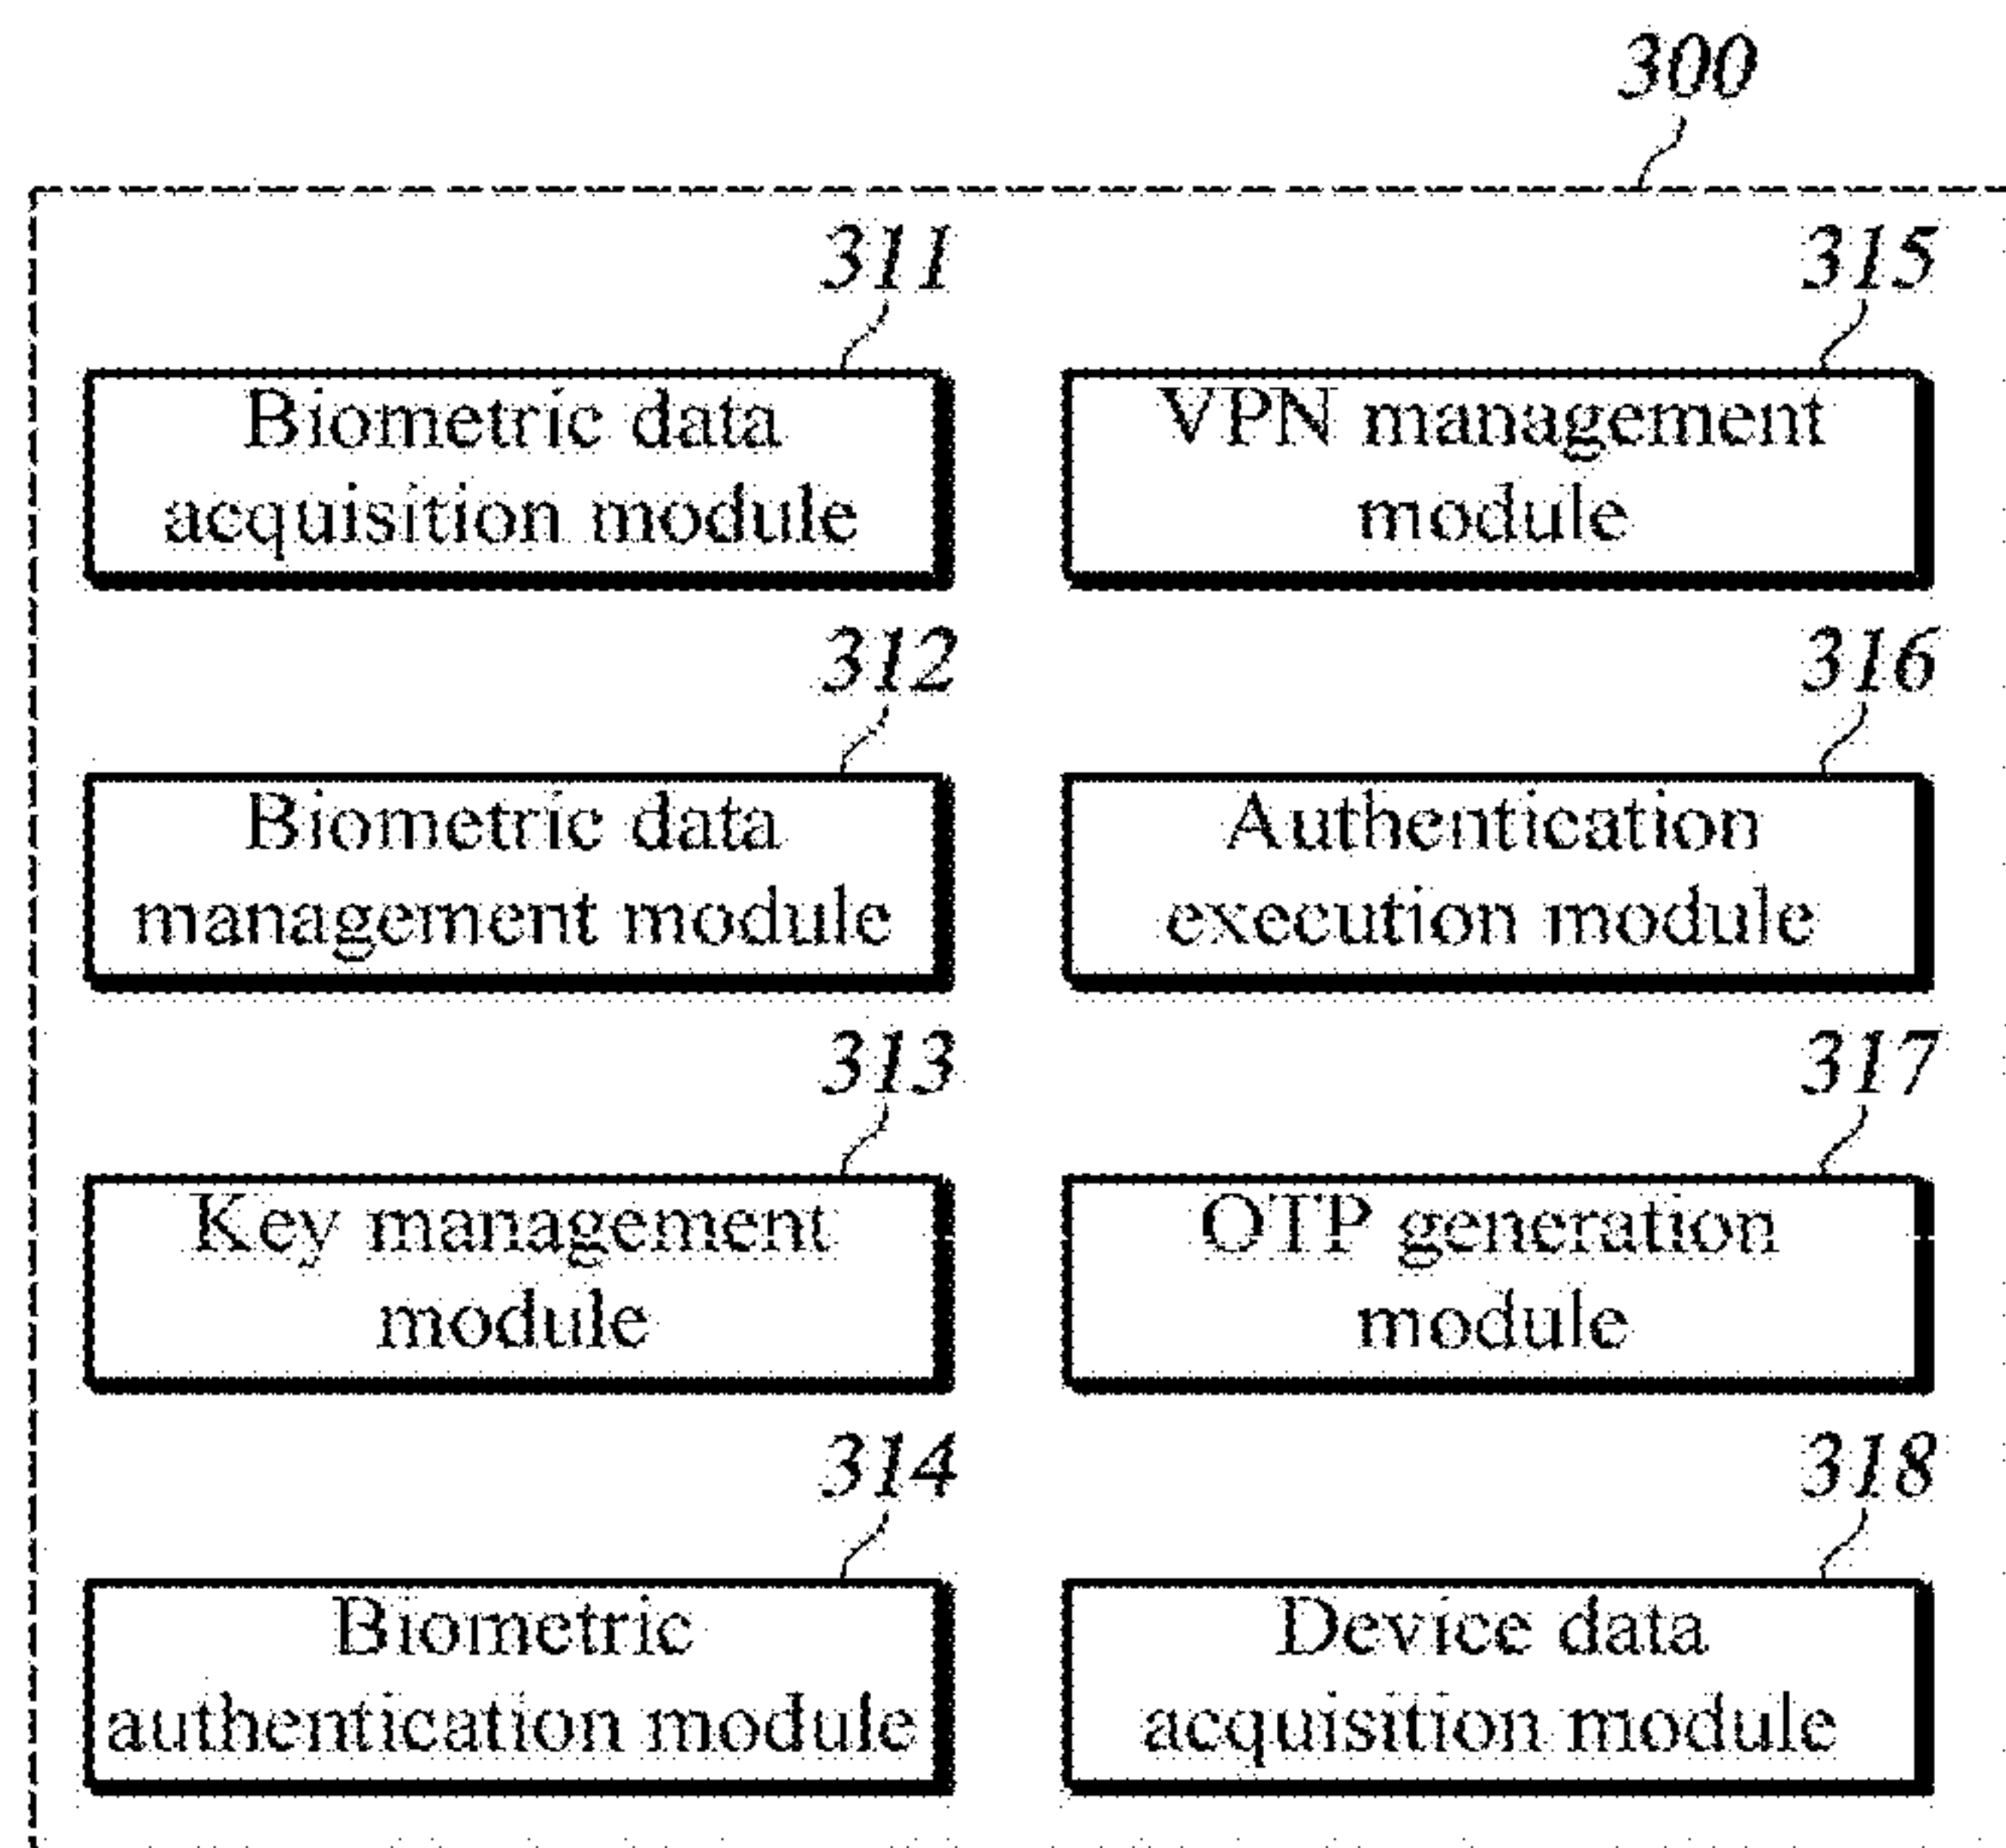 300
311
Biometric data
acquisition module
315
VPN management
module
312
Biometric data
management module
316
Authentication
execution module
313
Key management
module
317
OTP generation
module
314
Biometric
authentication module
318
Device data
acquisition module